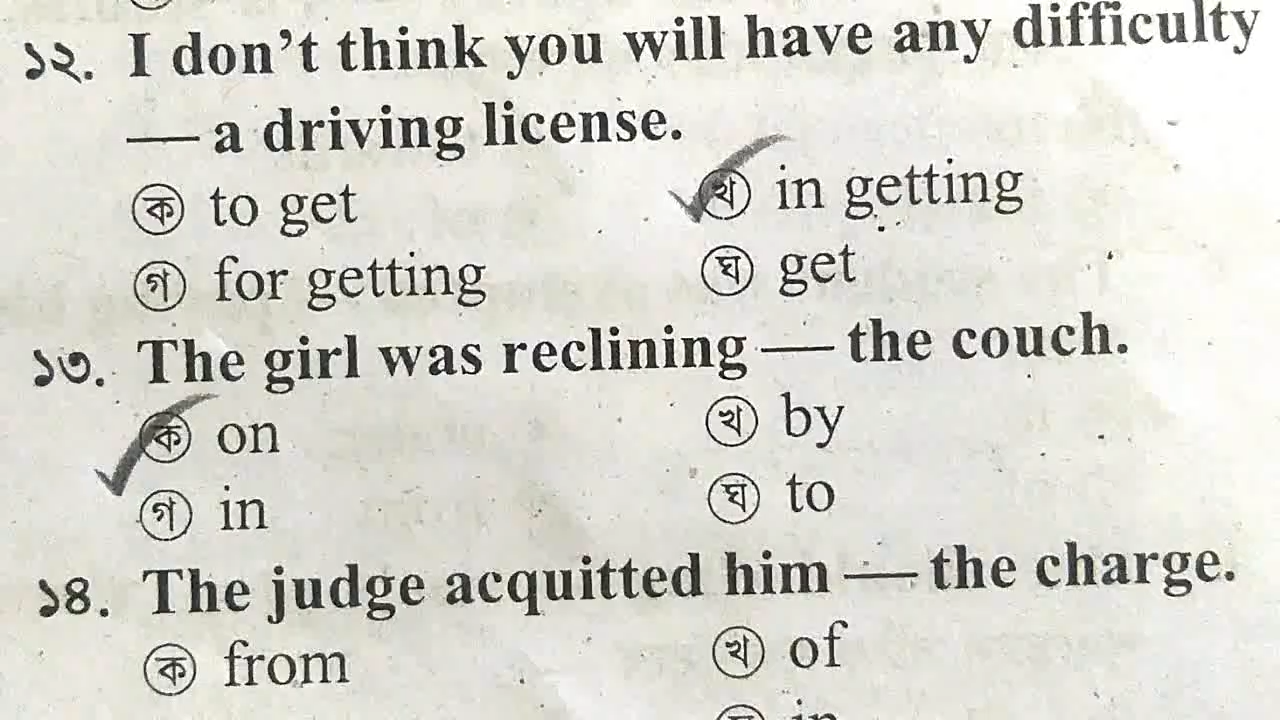 ১২. I don't think you will have any difficulty
— a driving license.
ক to get খ in getting
গ for getting ঘ get
১৩. The girl was reclining — the couch.
ক on খ by
গ in ঘ to
১৪. The judge acquitted him — the charge.
ক from খ of
in